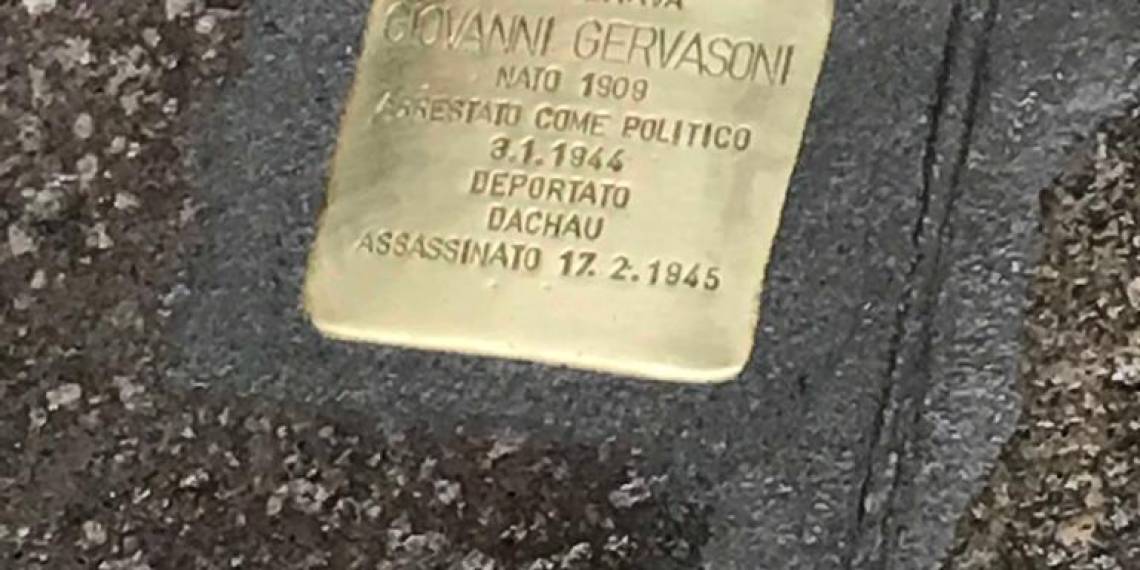 GIOVANNI GERVASONI
NATO 1909
ARRESTATO COME POLITICO
3.1.1944
DEPORTATO
DACHAU
ASSASSINATO 17.2.1945